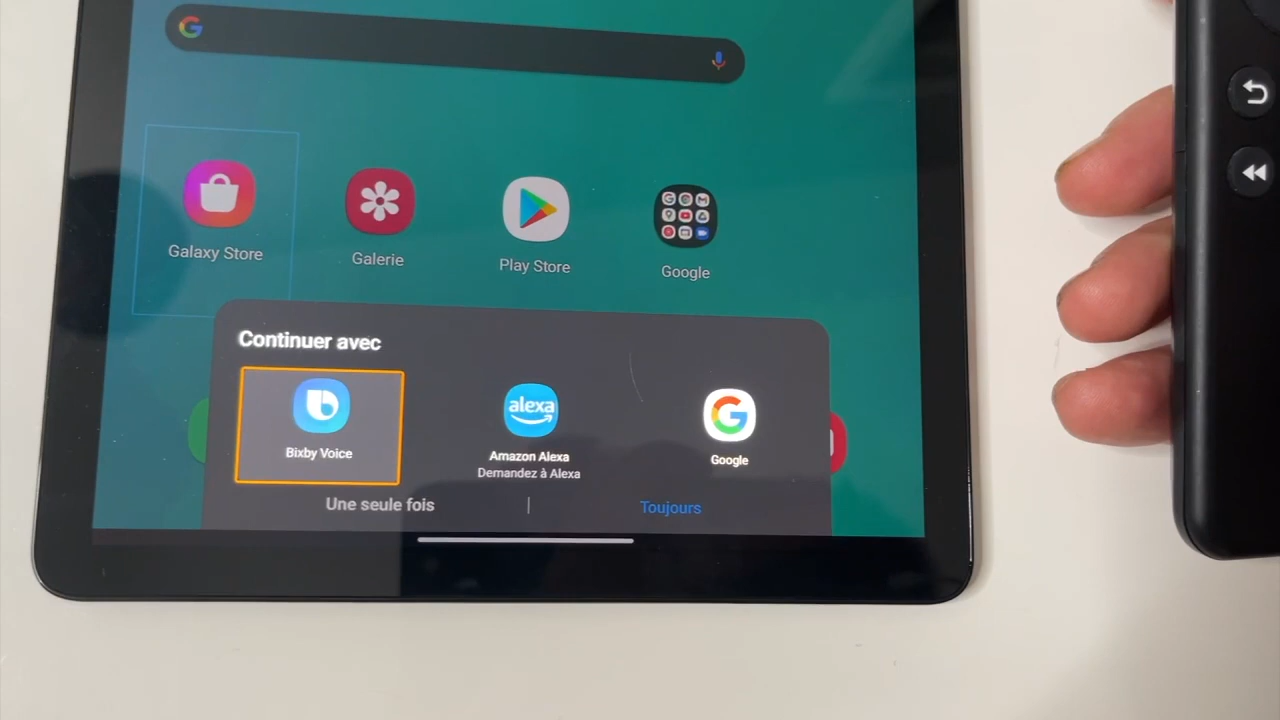 Galaxy Store
Galerie
Play Store
Google
Continuer avec
Bixby Voice
alexa
Amazon Alexa
Demandez à Alexa
Google
Une seule fois
Toujours